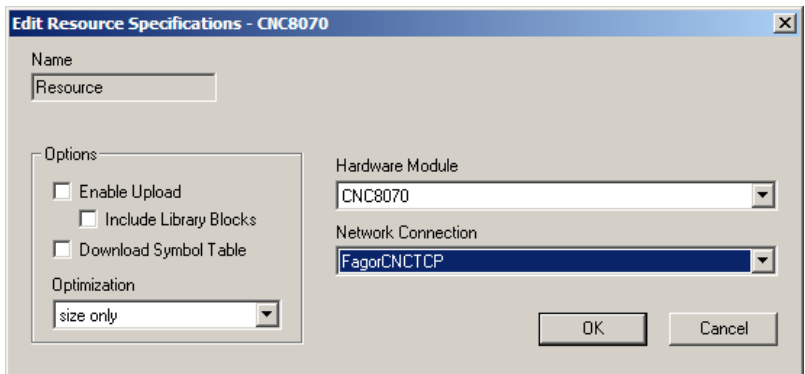 Edit Resource Specifications - CNC8070
Name
Resource
Options
Enable Upload
Include Library Blocks
Download Symbol Table
Optimization
size only
Hardware Module
CNC8070
Network Connection
FagorCNCTCP
OK
Cancel